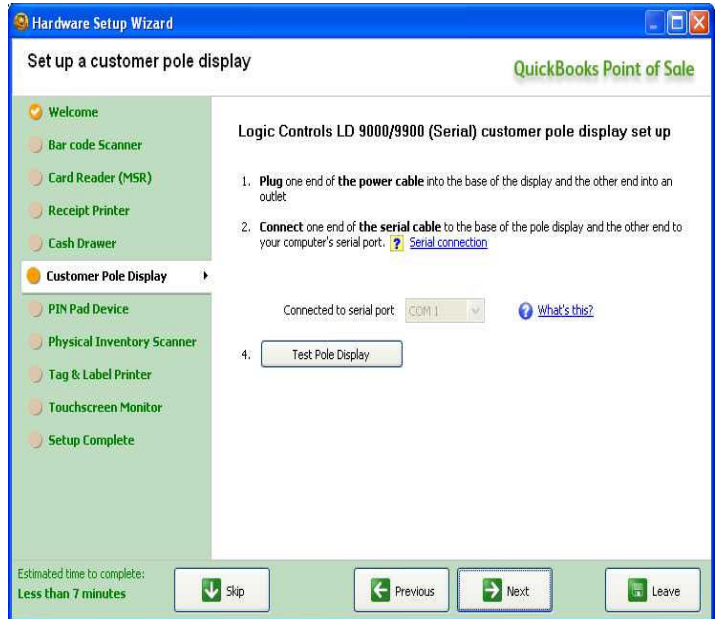 Hardware Setup Wizard
Set up a customer pole display
QuickBooks Point of Sale
Welcome
Bar code Scanner
Card Reader (MSR)
Receipt Printer
Cash Drawer
Customer Pole Display
PIN Pad Device
Physical Inventory Scanner
Tag & Label Printer
Touchscreen Monitor
Setup Complete
Logic Controls LD 9000/9900 (Serial) customer pole display set up
1. Plug one end of the power cable into the base of the display and the other end into an
outlet
2. Connect one end of the serial cable to the base of the pole display and the other end to
your computer's serial port. ? Serial connection
Connected to serial port COM 1 ? What's this?
4. Test Pole Display
Estimated time to complete:
Less than 7 minutes
Skip Previous Next Leave